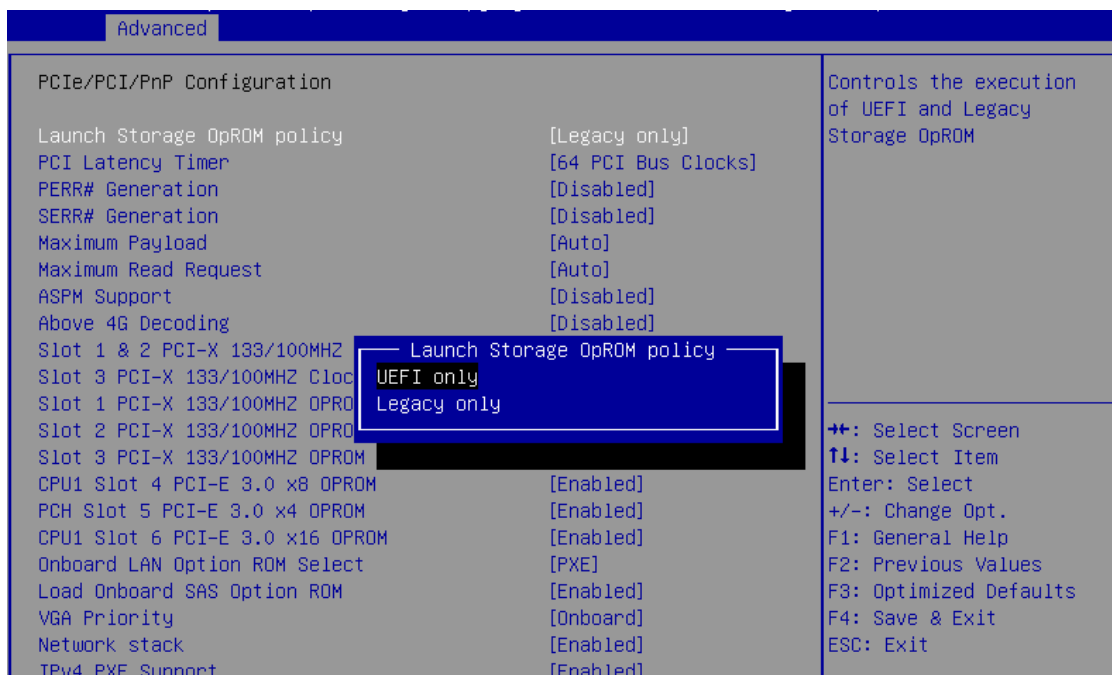 Advanced
PCIe/PCI/PnP Configuration
Launch Storage OpROM policy [Legacy only]
PCI Latency Timer [64 PCI Bus Clocks]
PERR# Generation [Disabled]
SERR# Generation [Disabled]
Maximum Payload [Auto]
Maximum Read Request [Auto]
ASPM Support [Disabled]
Above 4G Decoding [Disabled]
Slot 1 & 2 PCI-X 133/100MHZ
Slot 3 PCI-X 133/100MHZ Cloc
Slot 1 PCI-X 133/100MHZ OPRO
Slot 2 PCI-X 133/100MHZ OPRO
Slot 3 PCI-X 133/100MHZ OPROM
CPU1 Slot 4 PCI-E 3.0 x8 OPROM [Enabled]
PCH Slot 5 PCI-E 3.0 x4 OPROM [Enabled]
CPU1 Slot 6 PCI-E 3.0 x16 OPROM [Enabled]
Onboard LAN Option ROM Select [PXE]
Load Onboard SAS Option ROM [Enabled]
VGA Priority [Onboard]
Network stack [Enabled]
IPv4 PXE Support [Enabled]
Launch Storage OpROM policy
UEFI only
Legacy only
Controls the execution
of UEFI and Legacy
Storage OpROM
→←: Select Screen
↑↓: Select Item
Enter: Select
+/-: Change Opt.
F1: General Help
F2: Previous Values
F3: Optimized Defaults
F4: Save & Exit
ESC: Exit